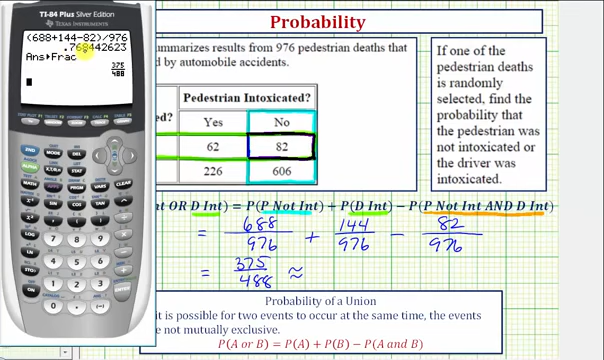 Probability
TI-84 Plus Silver Edition
TEXAS INSTRUMENTS
(688+144-82)/976
.768442623
Ans▸Frac
375
488
summarizes results from 976 pedestrian deaths that
d by automobile accidents.
Pedestrian Intoxicated?
ed? Yes No
62 82
226 606
If one of the
pedestrian deaths
is randomly
selected, find the
probability that
the pedestrian was
not intoxicated or
the driver was
intoxicated.
nt OR D Int) = P(P Not Int) + P(D Int) − P(P Not Int AND D Int)
= 688/976 + 144/976 − 82/976
= 375/488 ≈
Probability of a Union
it is possible for two events to occur at the same time, the events
re not mutually exclusive.
P(A or B) = P(A) + P(B) − P(A and B)